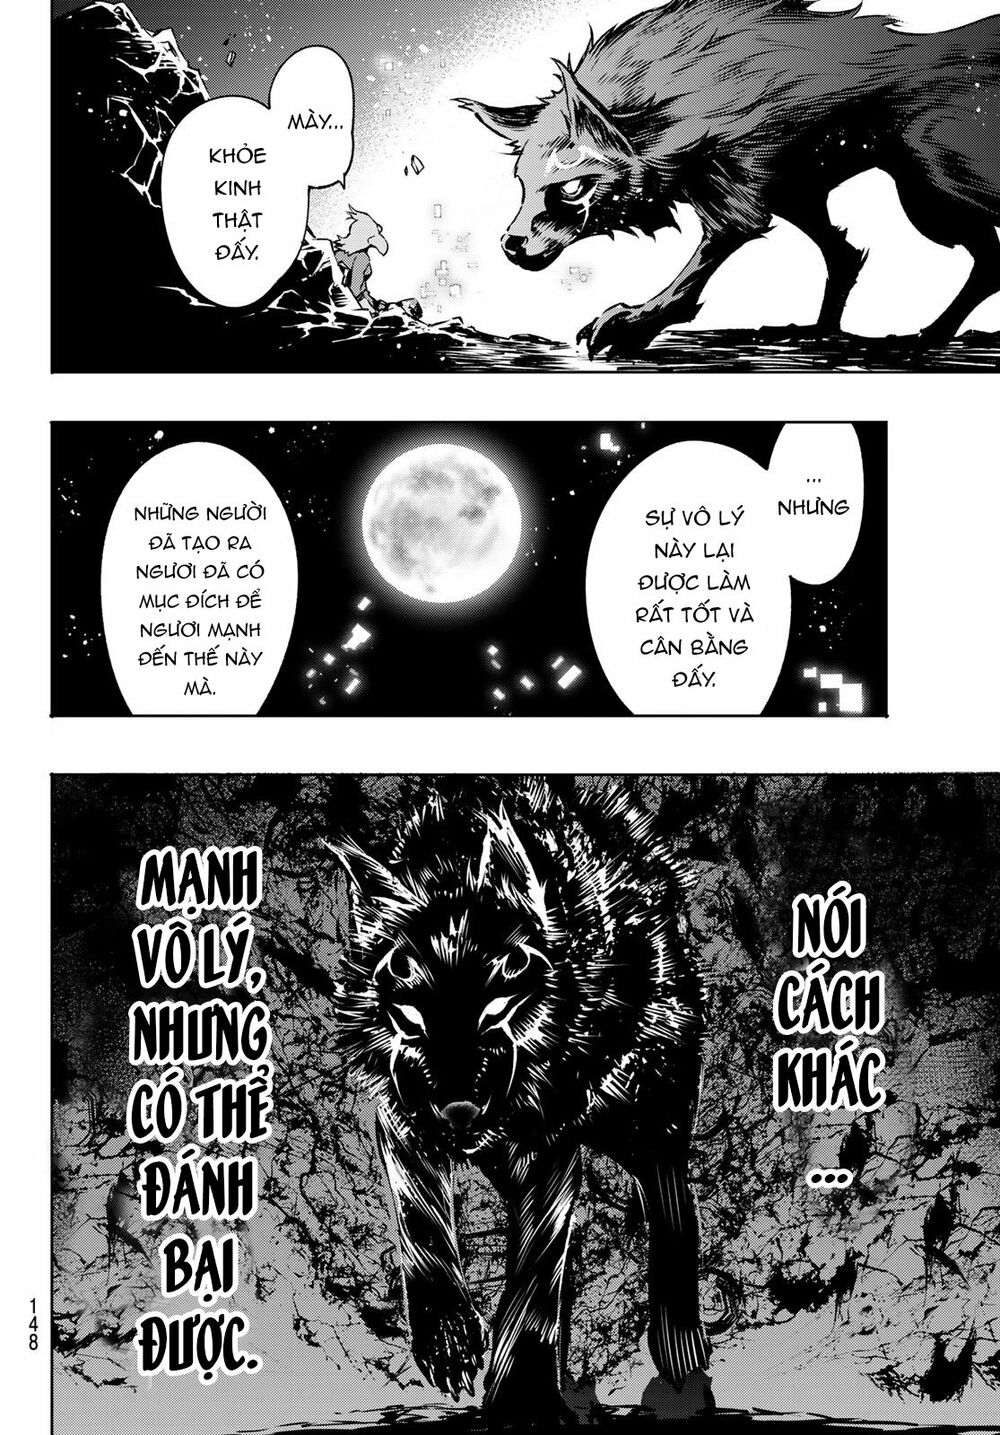 MÀY...
KHỎE
KINH
THẬT
ĐẤY.
...
NHƯNG
SỰ VÔ LÝ
NÀY LẠI
ĐƯỢC LÀM
RẤT TỐT VÀ
CÂN BẰNG
ĐẤY.
NHỮNG NGƯỜI
ĐÃ TẠO RA
NGƯƠI ĐÃ CÓ
MỤC ĐÍCH ĐỂ
NGƯƠI MẠNH
ĐẾN THẾ NÀY
MÀ.
NÓI
CÁCH
KHÁC
...
MẠNH
VÔ LÝ,
NHƯNG
CÓ THỂ
ĐÁNH
BẠI
ĐƯỢC.
148